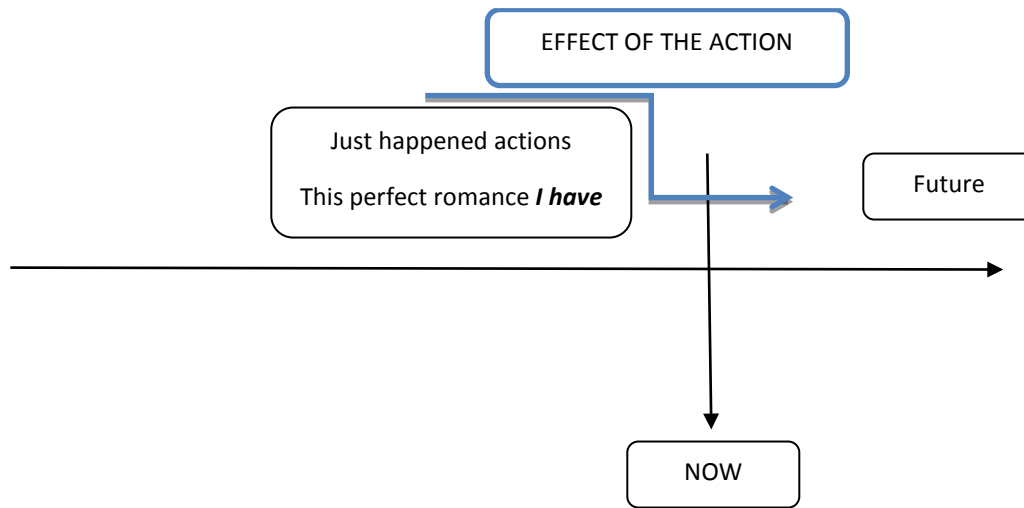 EFFECT OF THE ACTION
Just happened actions
This perfect romance I have
Future
NOW